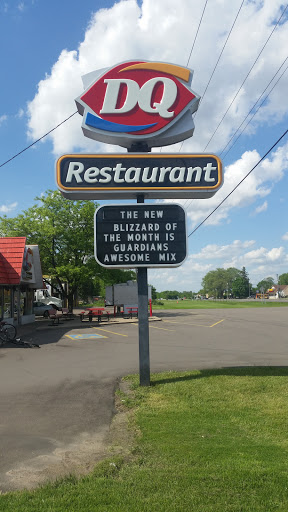 DQ
Restaurant
THE NEW
BLIZZARD OF
THE MONTH IS
GUARDIANS
AWESOME MIX